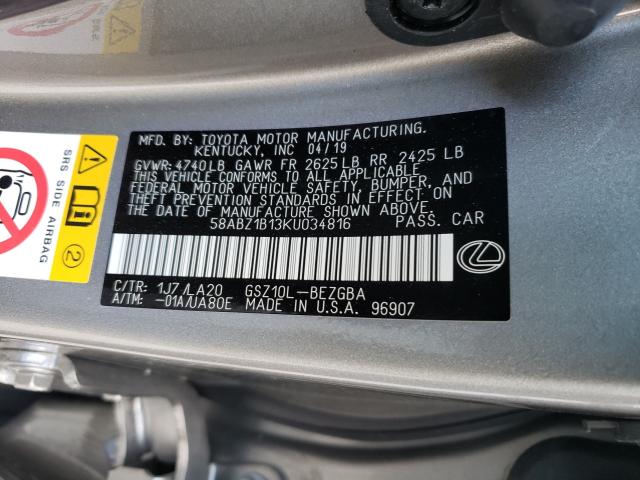 MFD. BY: TOYOTA MOTOR MANUFACTURING.
KENTUCKY, INC 04/19
GVWR: 4740LB GAWR FR 2625LB RR 2425 LB
THIS VEHICLE CONFORMS TO ALL APPLICABLE
FEDERAL MOTOR VEHICLE SAFETY, BUMPER, AND
THEFT PREVENTION STANDARDS IN EFFECT ON
THE DATE OF MANUFACTURE SHOWN ABOVE.
58ABZ1B13KU034816 PASS. CAR
C/TR: 1J7/LA20 GSZ10L-BEZGBA
A/TM: -01A/UA80E MADE IN U.S.A. 96907
SRS SIDE AIRBAG
2